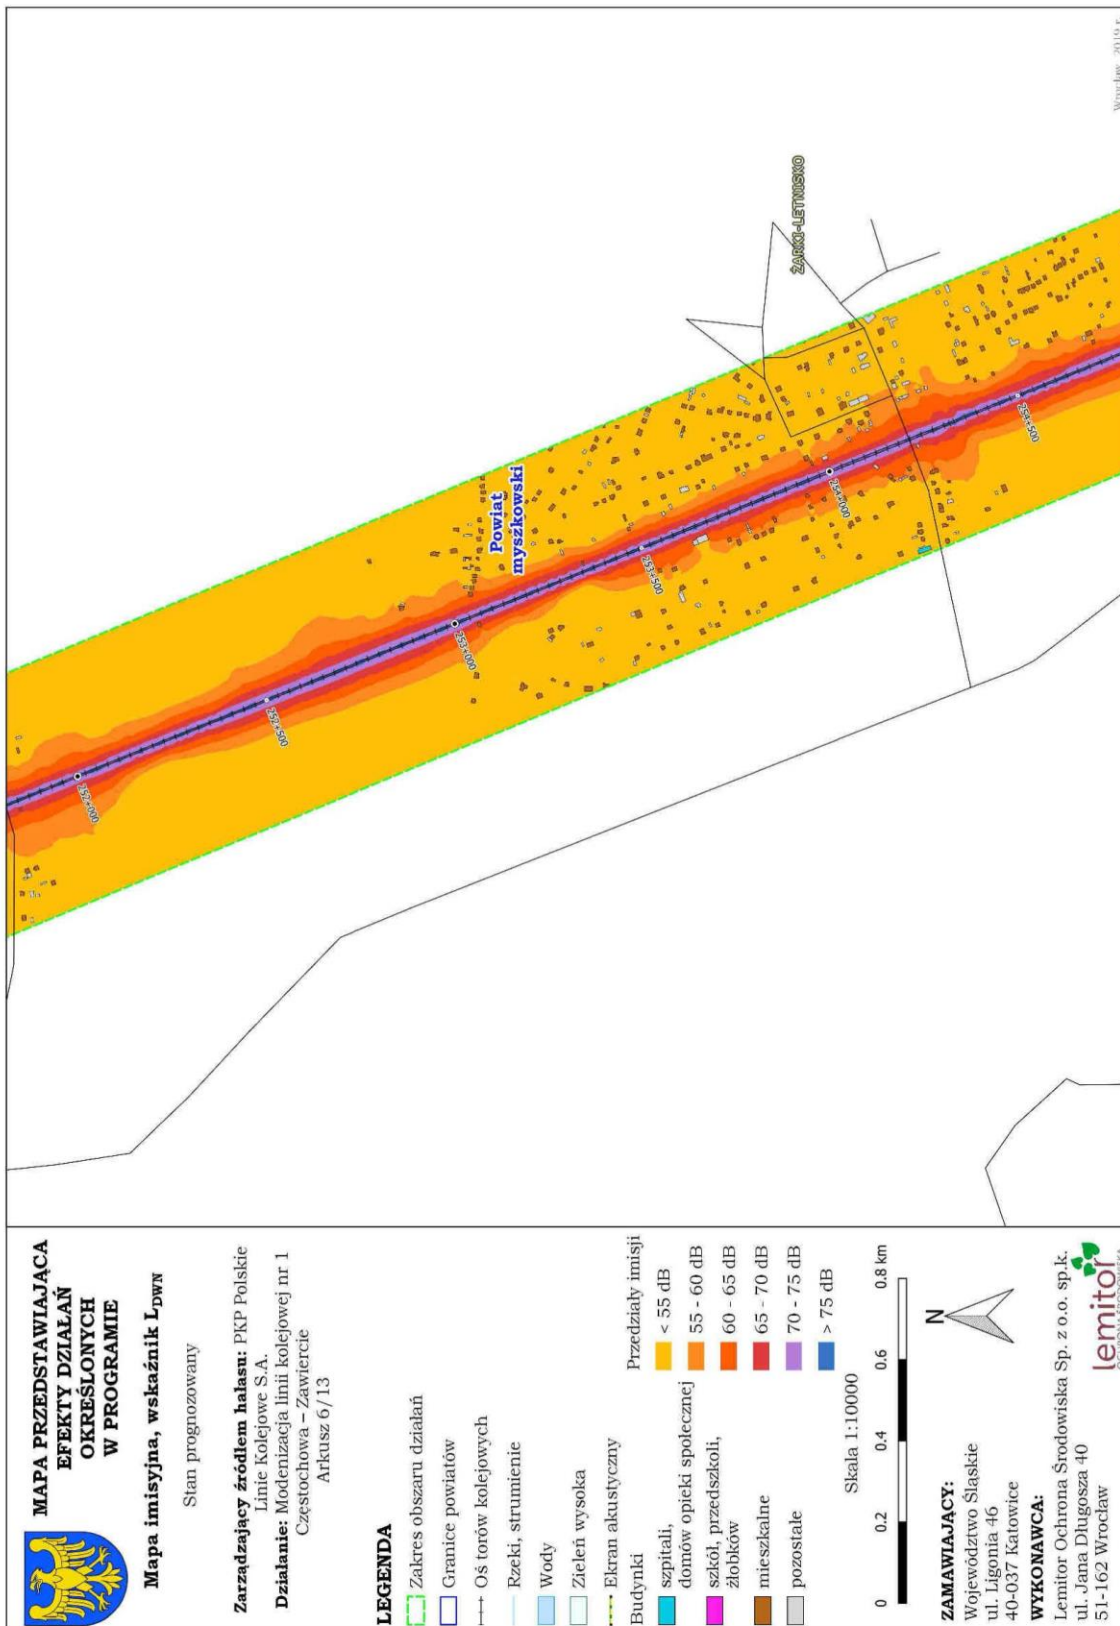 MAPA PRZEDSTAWIAJĄCA
EFEKTY DZIAŁAŃ
OKREŚLONYCH
W PROGRAMIE
Mapa imisyjna, wskaźnik LDWN
Stan prognozowany
Zarządzający źródłem hałasu: PKP Polskie
Linie Kolejowe S.A.
Działanie: Modernizacja linii kolejowej nr 1
Częstochowa – Zawiercie
Arkusz 6/13
LEGENDA
Zakres obszaru działań
Granice powiatów
Oś torów kolejowych
Rzeki, strumienie
Wody
Zieleń wysoka
Ekran akustyczny
Budynki
szpitali,
domów opieki społecznej
szkół, przedszkoli,
żłobków
mieszkalne
pozostałe
Przedziały imisji
< 55 dB
55 - 60 dB
60 - 65 dB
65 - 70 dB
70 - 75 dB
> 75 dB
Skala 1:10000
0 0.2 0.4 0.6 0.8 km
N
ZAMAWIAJĄCY:
Województwo Śląskie
ul. Ligonia 46
40-037 Katowice
WYKONAWCA:
Lemitor Ochrona Środowiska Sp. z o.o. sp.k.
ul. Jana Długosza 40
51-162 Wrocław
lemitor
252+000
252+500
253+000
253+500
254+000
254+500
Powiat
myszkowski
ŻARKI-LETNISKO
Wrocław, 2019 r.